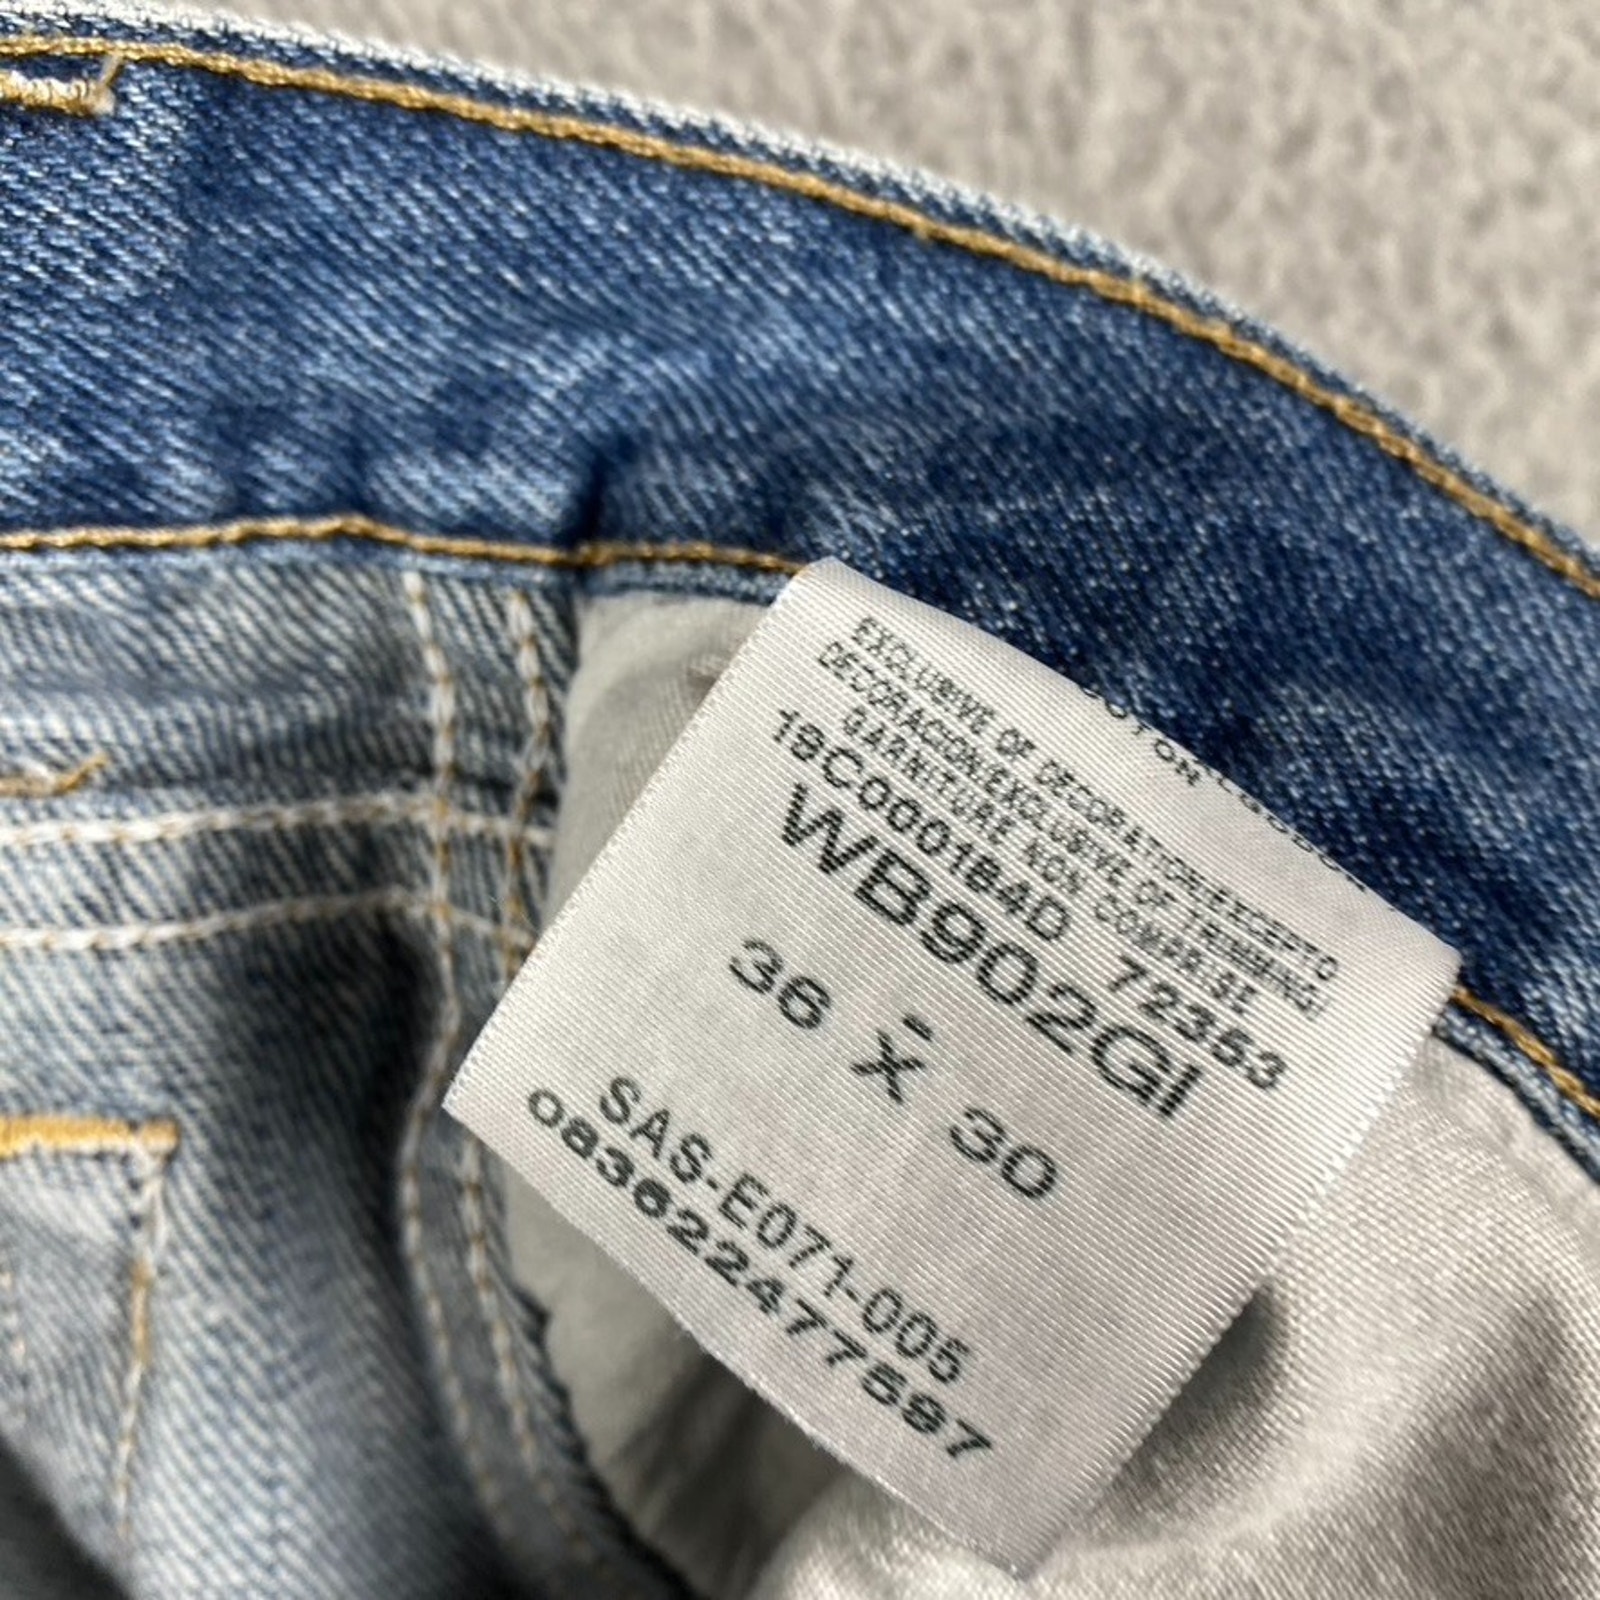 EXCLUSIVE OF DECORATION/EXCEPTO
DECORACION/EXCLUSIVE OF TRIMMING/
GARNITURE NON COMPRISE
19C000184D 72353
WB902GI
-
36 X 30
SAS-E071-005
083622477597